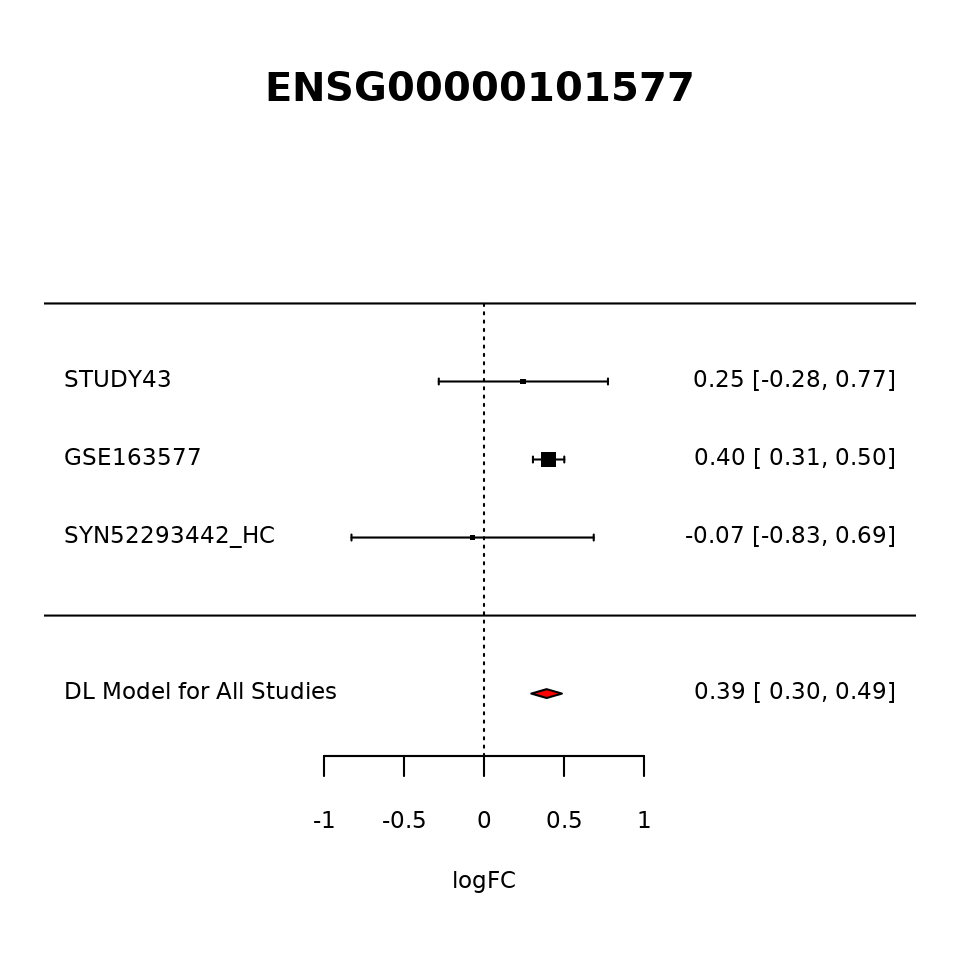 ENSG00000101577
STUDY43 0.25 [-0.28, 0.77]
GSE163577 0.40 [ 0.31, 0.50]
SYN52293442_HC -0.07 [-0.83, 0.69]
DL Model for All Studies 0.39 [ 0.30, 0.49]
-1 -0.5 0 0.5 1
logFC